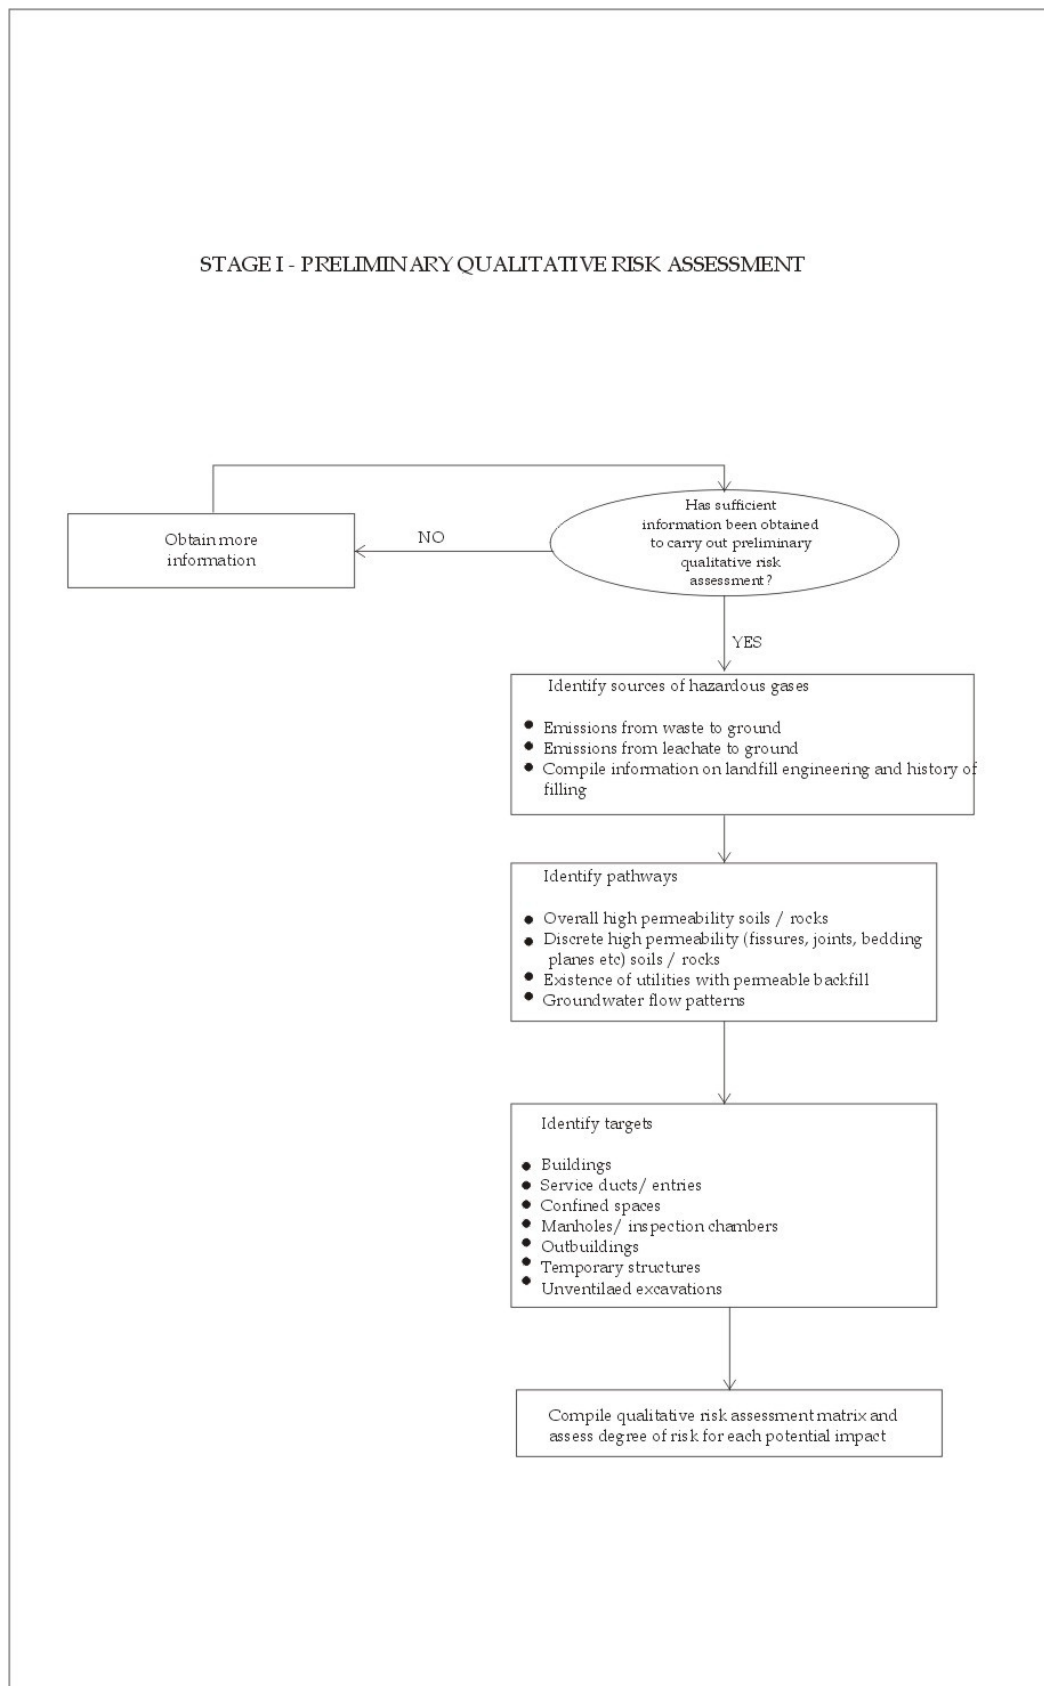 STAGE I - PRELIMINARY QUALITATIVE RISK ASSESSMENT
Has sufficient
information been obtained
to carry out preliminary
qualitative risk
assessment?
NO
Obtain more
information
YES
Identify sources of hazardous gases
● Emissions from waste to ground
● Emissions from leachate to ground
● Compile information on landfill engineering and history of
filling
Identify pathways
● Overall high permeability soils / rocks
● Discrete high permeability (fissures, joints, bedding
planes etc) soils / rocks
● Existence of utilities with permeable backfill
● Groundwater flow patterns
Identify targets
● Buildings
● Service ducts/ entries
● Confined spaces
● Manholes/ inspection chambers
● Outbuildings
● Temporary structures
● Unventilaed excavations
Compile qualitative risk assessment matrix and
assess degree of risk for each potential impact